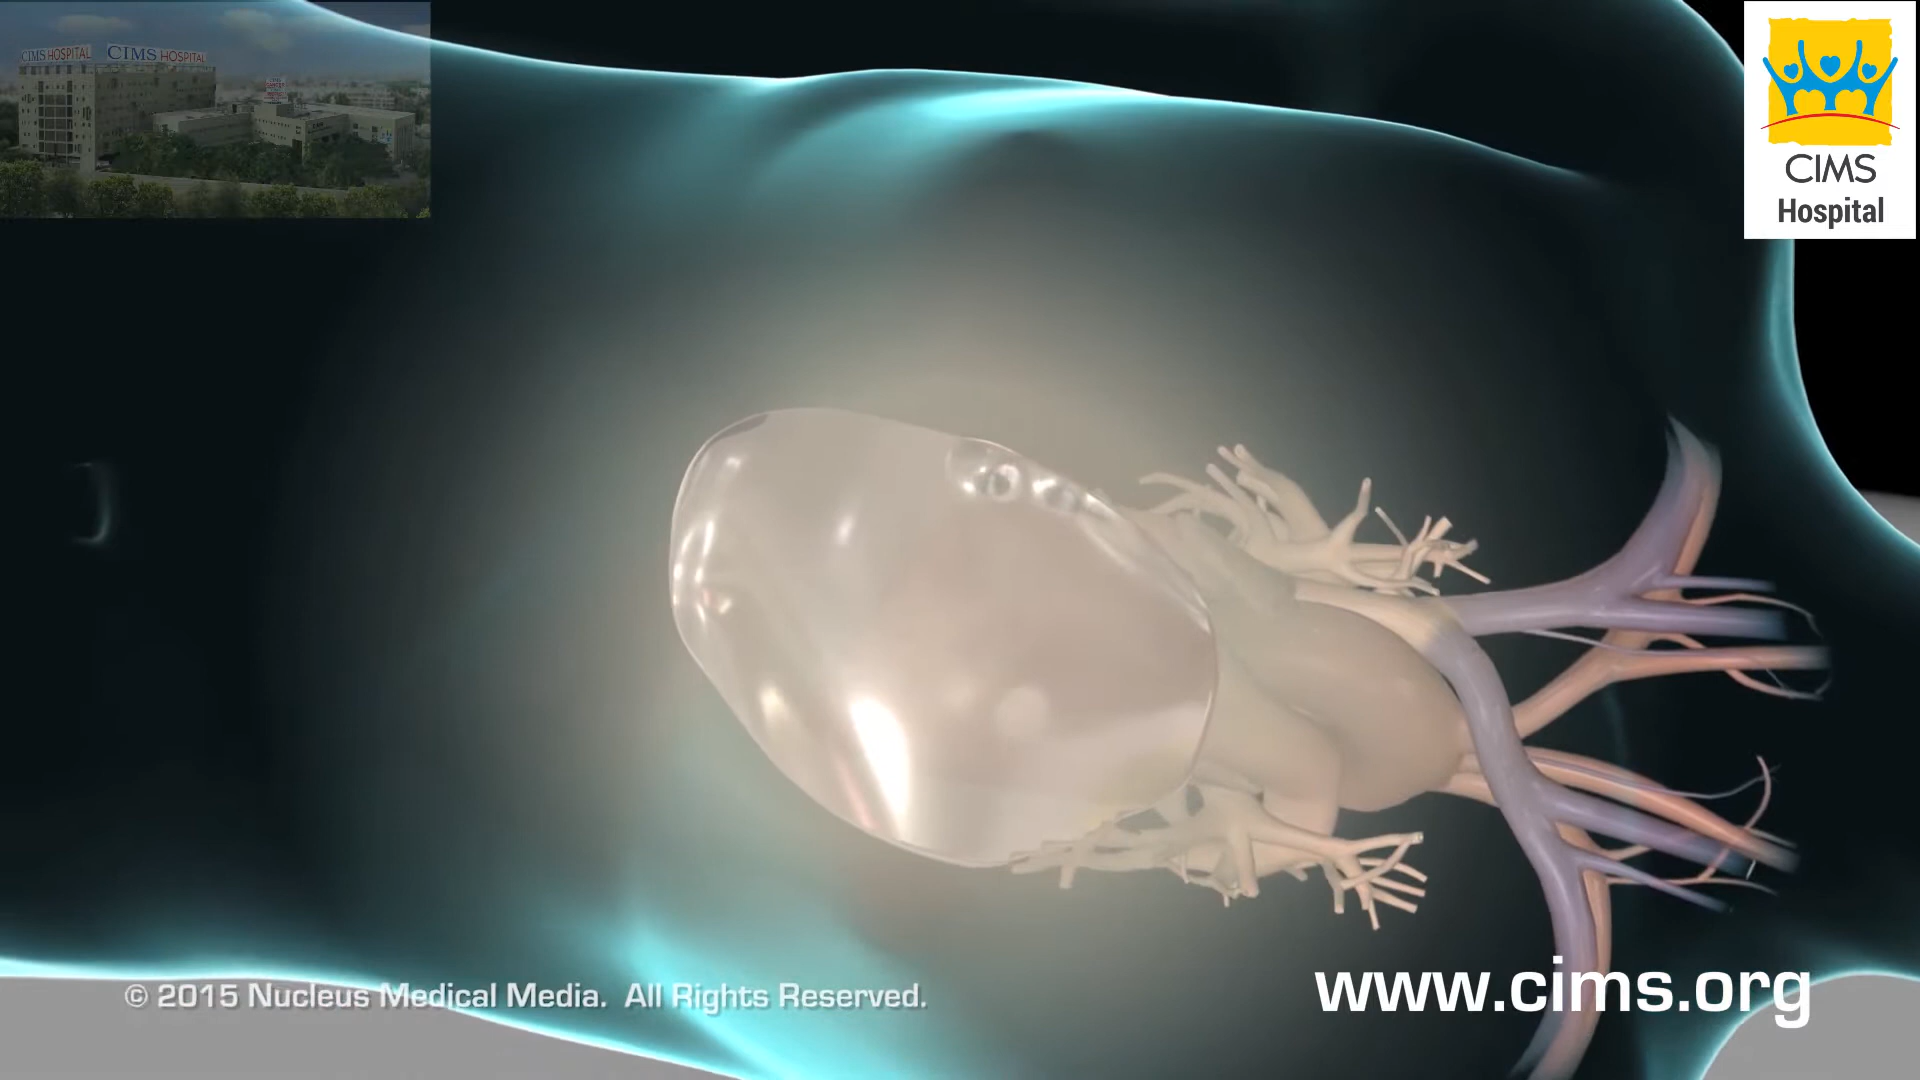 CIMS HOSPITAL CIMS HOSPITAL
CIMS
Hospital
© 2015 Nucleus Medical Media. All Rights Reserved.
www.cims.org